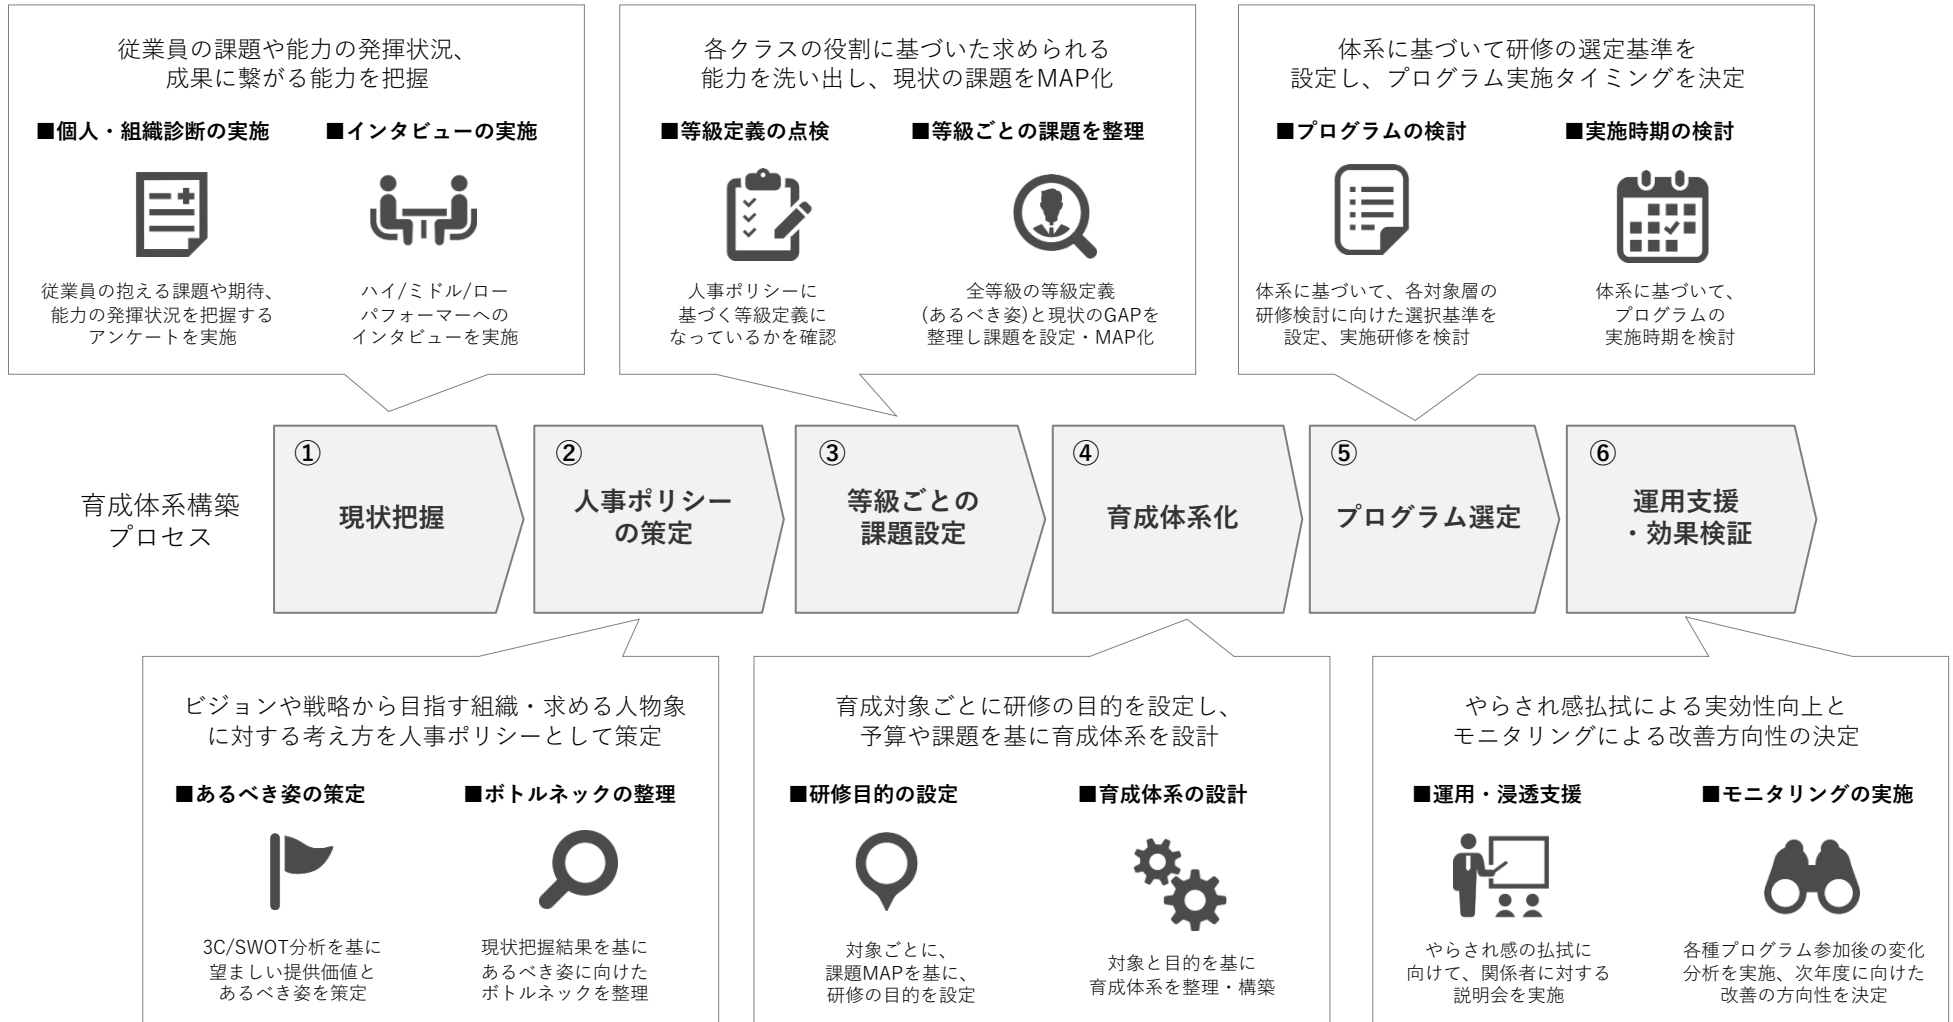 従業員の課題や能力の発揮状況、
成果に繋がる能力を把握
■個人・組織診断の実施
■インタビューの実施
従業員の抱える課題や期待、
能力の発揮状況を把握する
アンケートを実施
ハイ/ミドル/ロー
パフォーマーへの
インタビューを実施
各クラスの役割に基づいた求められる
能力を洗い出し、現状の課題をMAP化
■等級定義の点検
■等級ごとの課題を整理
人事ポリシーに
基づく等級定義に
なっているかを確認
全等級の等級定義
(あるべき姿)と現状のGAPを
整理し課題を設定・MAP化
体系に基づいて研修の選定基準を
設定し、プログラム実施タイミングを決定
■プログラムの検討
■実施時期の検討
体系に基づいて、各対象層の
研修検討に向けた選択基準を
設定、実施研修を検討
体系に基づいて、
プログラムの
実施時期を検討
育成体系構築
プロセス
①
現状把握
②
人事ポリシー
の策定
③
等級ごとの
課題設定
④
育成体系化
⑤
プログラム選定
⑥
運用支援
・効果検証
ビジョンや戦略から目指す組織・求める人物象
に対する考え方を人事ポリシーとして策定
■あるべき姿の策定
■ボトルネックの整理
3C/SWOT分析を基に
望ましい提供価値と
あるべき姿を策定
現状把握結果を基に
あるべき姿に向けた
ボトルネックを整理
育成対象ごとに研修の目的を設定し、
予算や課題を基に育成体系を設計
■研修目的の設定
■育成体系の設計
対象ごとに、
課題MAPを基に、
研修の目的を設定
対象と目的を基に
育成体系を整理・構築
やらされ感払拭による実効性向上と
モニタリングによる改善方向性の決定
■運用・浸透支援
■モニタリングの実施
やらされ感の払拭に
向けて、関係者に対する
説明会を実施
各種プログラム参加後の変化
分析を実施、次年度に向けた
改善の方向性を決定